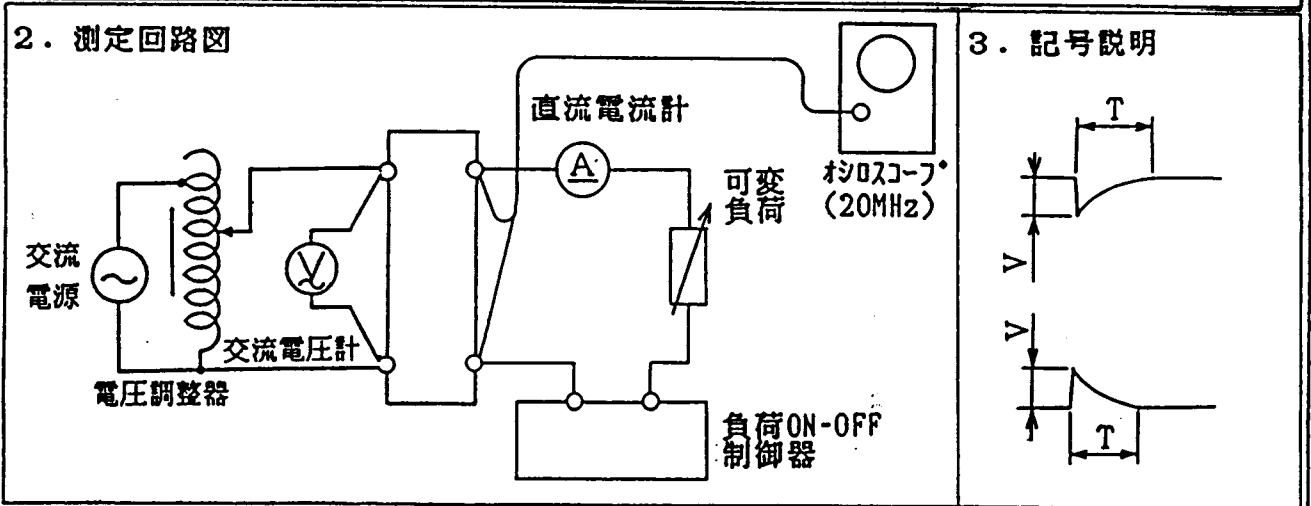 2. 測定回路図
直流電流計
A
可変
負荷
オシロスコープ
(20MHz)
交流
電源
V
交流電圧計
電圧調整器
負荷ON-OFF
制御器
3. 記号説明
T
V
V
T